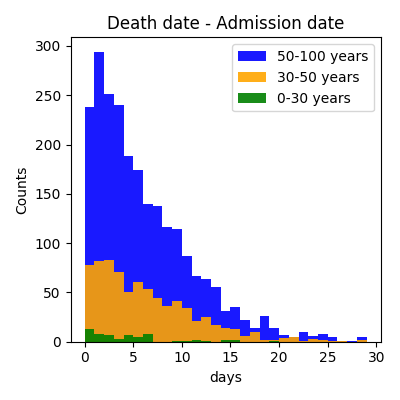 Death date - Admission date
300
250
200
150
100
50
0
Counts
50-100 years
30-50 years
0-30 years
0 5 10 15 20 25 30
days